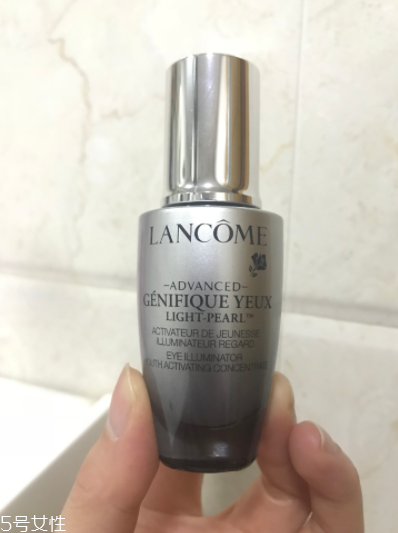 LANCÔME
-ADVANCED-
GÉNIFIQUE YEUX
LIGHT-PEARL™
ACTIVATEUR DE JEUNESSE
ILLUMINATEUR REGARD
EYE ILLUMINATOR
YOUTH ACTIVATING CONCENTRATE
5号女性